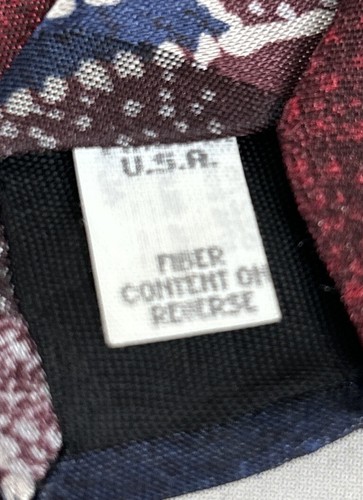 U.S.A.
FIBER
CONTENT ON
REVERSE